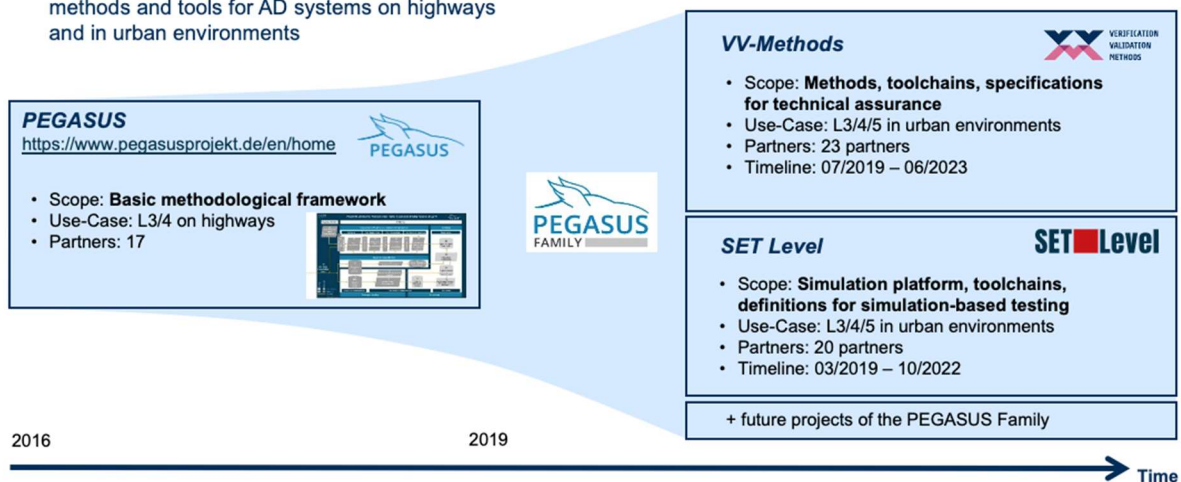 methods and tools for AD systems on highways
and in urban environments
PEGASUS
https://www.pegasusprojekt.de/en/home
PEGASUS
• Scope: Basic methodological framework
• Use-Case: L3/4 on highways
• Partners: 17
PEGASUS
FAMILY
VV-Methods
VERIFICATION
VALIDATION
METHODS
• Scope: Methods, toolchains, specifications
for technical assurance
• Use-Case: L3/4/5 in urban environments
• Partners: 23 partners
• Timeline: 07/2019 – 06/2023
SET Level
SET Level
• Scope: Simulation platform, toolchains,
definitions for simulation-based testing
• Use-Case: L3/4/5 in urban environments
• Partners: 20 partners
• Timeline: 03/2019 – 10/2022
+ future projects of the PEGASUS Family
2016
2019
Time